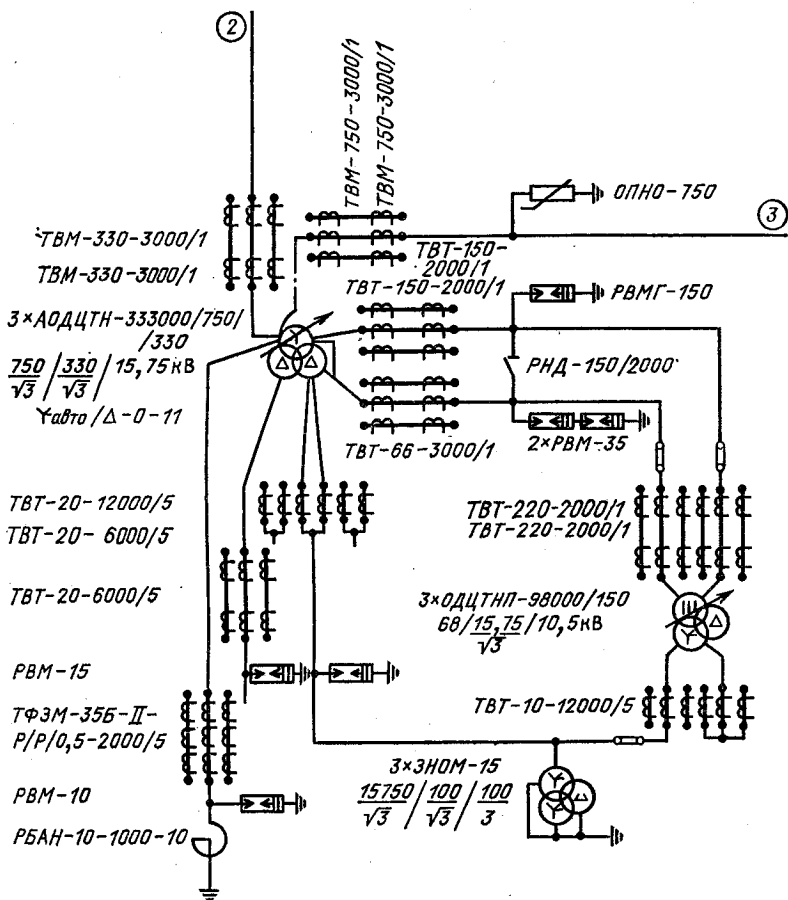 2
ТВМ-750-3000/1
ТВМ-750-3000/1
ОПНО-750
3
ТВМ-330-3000/1
ТВМ-330-3000/1
ТВТ-150-
2000/1
ТВТ-150-2000/1
РВМГ-150
3×АОДЦТН-333000/750/
/330
750/√3 / 330/√3 / 15,75 кВ
Yавто/Δ-0-11
Y
Δ
Δ
РНД-150/2000
2×РВМ-35
ТВТ-66-3000/1
ТВТ-20-12000/5
ТВТ-20-6000/5
ТВТ-220-2000/1
ТВТ-220-2000/1
ТВТ-20-6000/5
3×ОДЦТНП-98000/150
68/15,75/√3/10,5кВ
Ш
Δ
Y
РВМ-15
ТФЗМ-35Б-II-
Р/Р/0,5-2000/5
ТВТ-10-12000/5
3×ЗНОМ-15
15750/√3 / 100/√3 / 100/3
Y
Y
Δ
РВМ-10
РБАН-10-1000-10